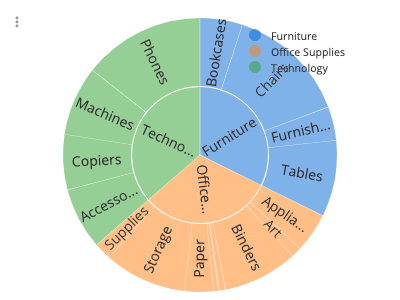 Furniture
Office Supplies
Technology
Bookcases
Chairs
Furnish...
Tables
Applia...
Art
Binders
Paper
Storage
Supplies
Accesso...
Copiers
Machines
Phones
Techno...
Furniture
Office...